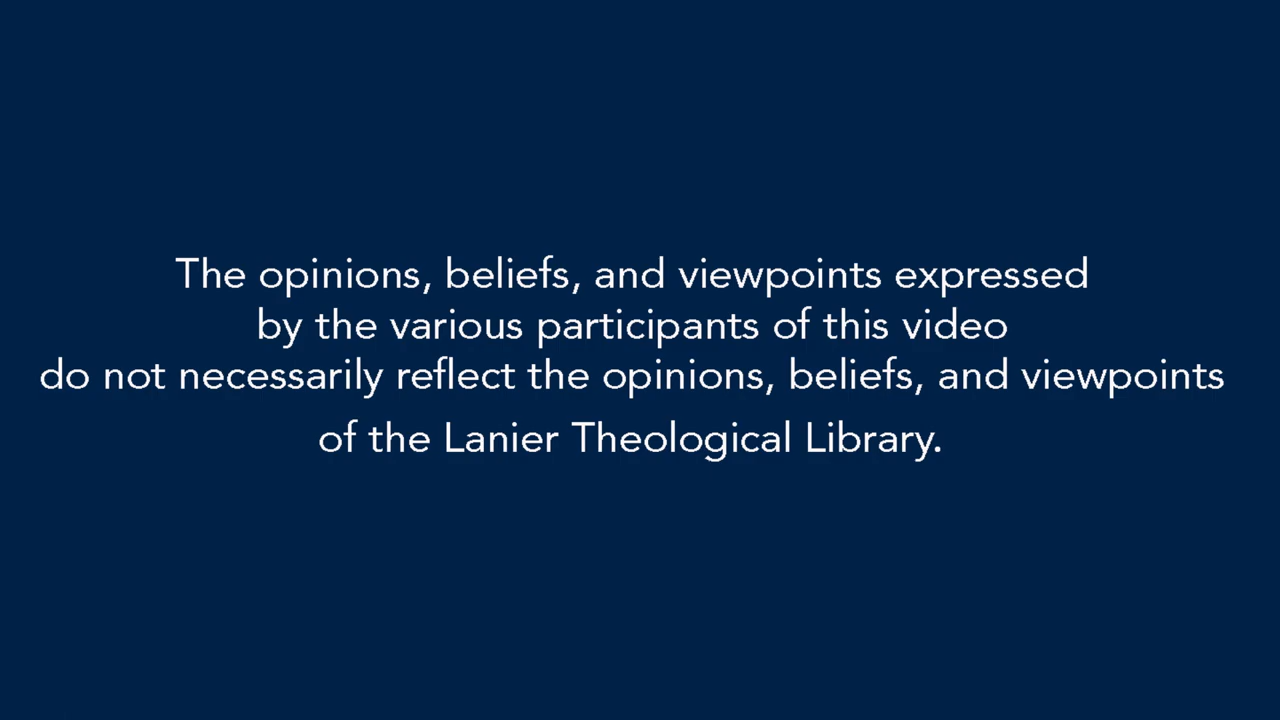 The opinions, beliefs, and viewpoints expressed
by the various participants of this video
do not necessarily reflect the opinions, beliefs, and viewpoints
of the Lanier Theological Library.